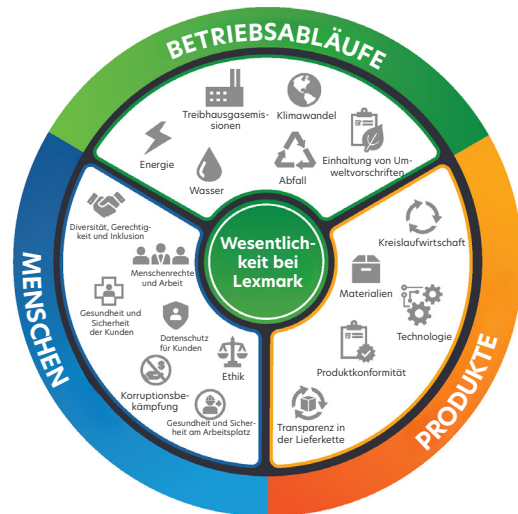 BETRIEBSABLÄUFE
Treibhausgasemis-
sionen
Klimawandel
Energie
Wasser
Abfall
Einhaltung von Um-
weltvorschriften
Wesentlich-
keit bei
Lexmark
MENSCHEN
Diversität, Gerechtig-
keit und Inklusion
Menschenrechte
und Arbeit
Gesundheit und
Sicherheit
der Kunden
Datenschutz
für Kunden
Ethik
Korruptionsbe-
kämpfung
Gesundheit und Sicher-
heit am Arbeitsplatz
PRODUKTE
Kreislaufwirtschaft
Materialien
Technologie
Produktkonformität
Transparenz in
der Lieferkette